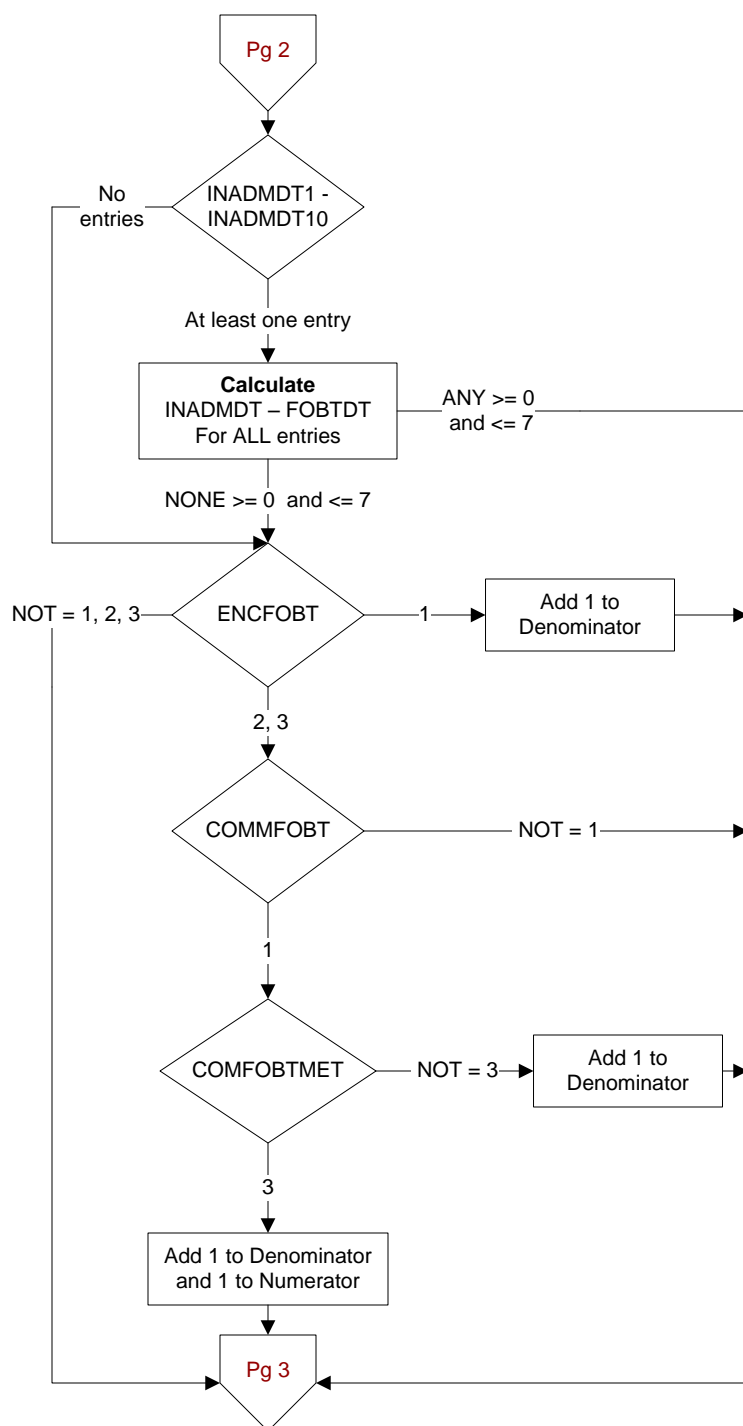 Pg 2
No
entries
INADMDT1 -
INADMDT10
At least one entry
Calculate
INADMDT – FOBTDT
For ALL entries
ANY >= 0
and <= 7
NONE >= 0 and <= 7
NOT = 1, 2, 3
ENCFOBT
1
Add 1 to
Denominator
2, 3
COMMFOBT
NOT = 1
1
COMFOBTMET
NOT = 3
Add 1 to
Denominator
3
Add 1 to Denominator
and 1 to Numerator
Pg 3